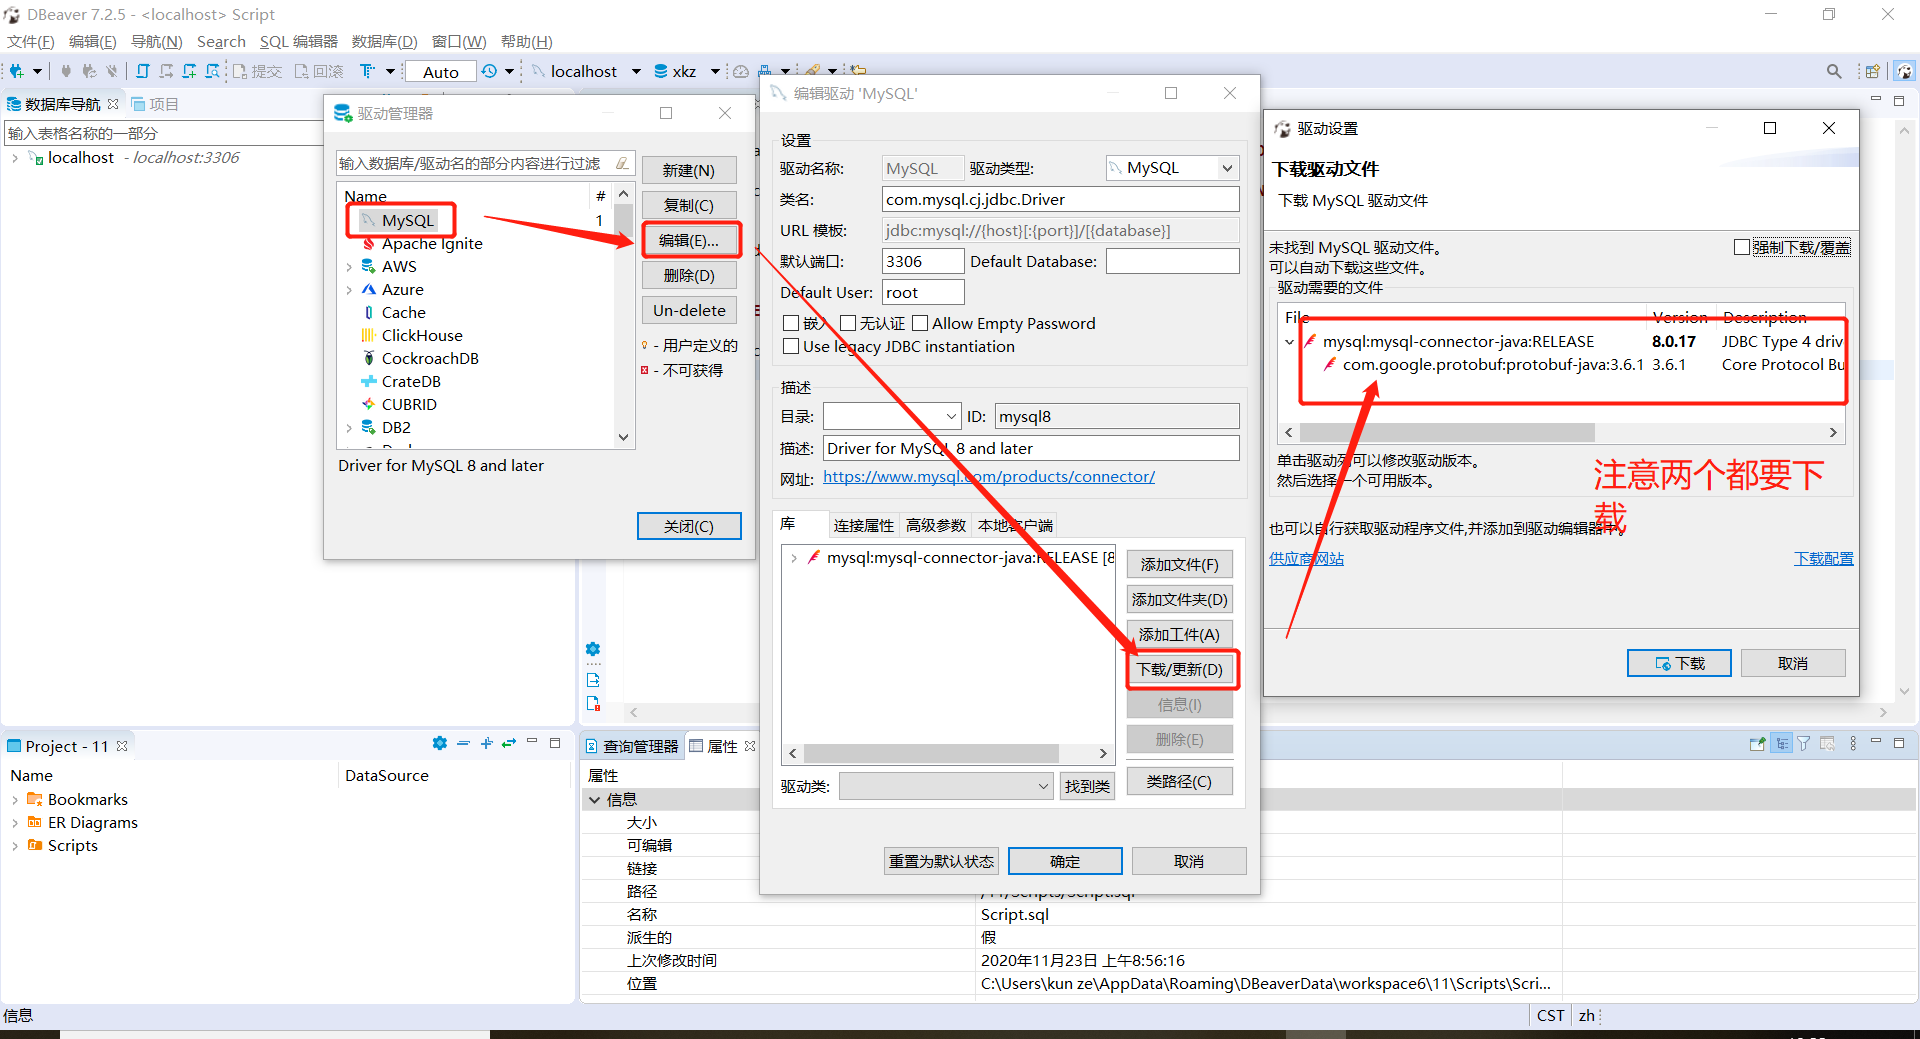 DBeaver 7.2.5 - <localhost> Script
文件(F) 编辑(E) 导航(N) Search SQL 编辑器 数据库(D) 窗口(W) 帮助(H)
提交 回滚 Auto localhost xkz
数据库导航 项目
输入表格名称的一部分
localhost - localhost:3306
驱动管理器
输入数据库/驱动名的部分内容进行过滤
Name #
MySQL 1
Apache Ignite
AWS
Azure
Cache
ClickHouse
CockroachDB
CrateDB
CUBRID
DB2
新建(N)
复制(C)
编辑(E)...
删除(D)
Un-delete
- 用户定义的
- 不可获得
Driver for MySQL 8 and later
关闭(C)
编辑驱动 'MySQL'
设置
驱动名称: MySQL 驱动类型: MySQL
类名: com.mysql.cj.jdbc.Driver
URL 模板: jdbc:mysql://{host}[:{port}]/[{database}]
默认端口: 3306 Default Database:
Default User: root
嵌入 无认证 Allow Empty Password
Use legacy JDBC instantiation
描述
目录: ID: mysql8
描述: Driver for MySQL 8 and later
网址: https://www.mysql.com/products/connector/
库 连接属性 高级参数 本地客户端
mysql:mysql-connector-java:RELEASE [8
添加文件(F)
添加文件夹(D)
添加工件(A)
下载/更新(D)
信息(I)
删除(E)
类路径(C)
驱动类: 找到类
重置为默认状态 确定 取消
驱动设置
下载驱动文件
下载 MySQL 驱动文件
未找到 MySQL 驱动文件。
可以自动下载这些文件。
强制下载/覆盖
驱动需要的文件
File Version Description
mysql:mysql-connector-java:RELEASE 8.0.17 JDBC Type 4 driv
com.google.protobuf:protobuf-java:3.6.1 3.6.1 Core Protocol Bu
单击驱动列可以修改驱动版本。
然后选择一个可用版本。
注意两个都要下
载
也可以自行获取驱动程序文件,并添加到驱动编辑器中。
供应商网站 下载配置
下载 取消
Project - 11
Name DataSource
Bookmarks
ER Diagrams
Scripts
查询管理器 属性
属性
信息
大小
可编辑
链接
路径 /11/Scripts/Script.sql
名称 Script.sql
派生的 假
上次修改时间 2020年11月23日 上午8:56:16
位置 C:\Users\kun ze\AppData\Roaming\DBeaverData\workspace6\11\Scripts\Scri...
信息 CST zh